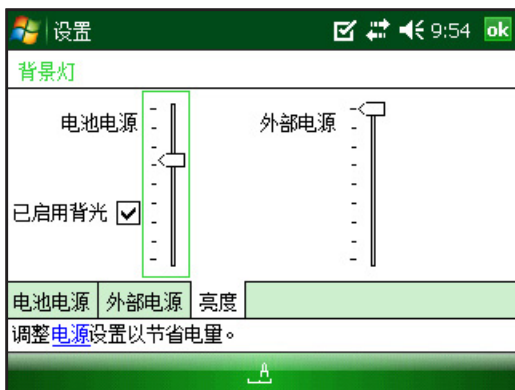 设置 9:54 ok
背景灯
电池电源 外部电源
已启用背光
电池电源 外部电源 亮度
调整电源设置以节省电量。
A